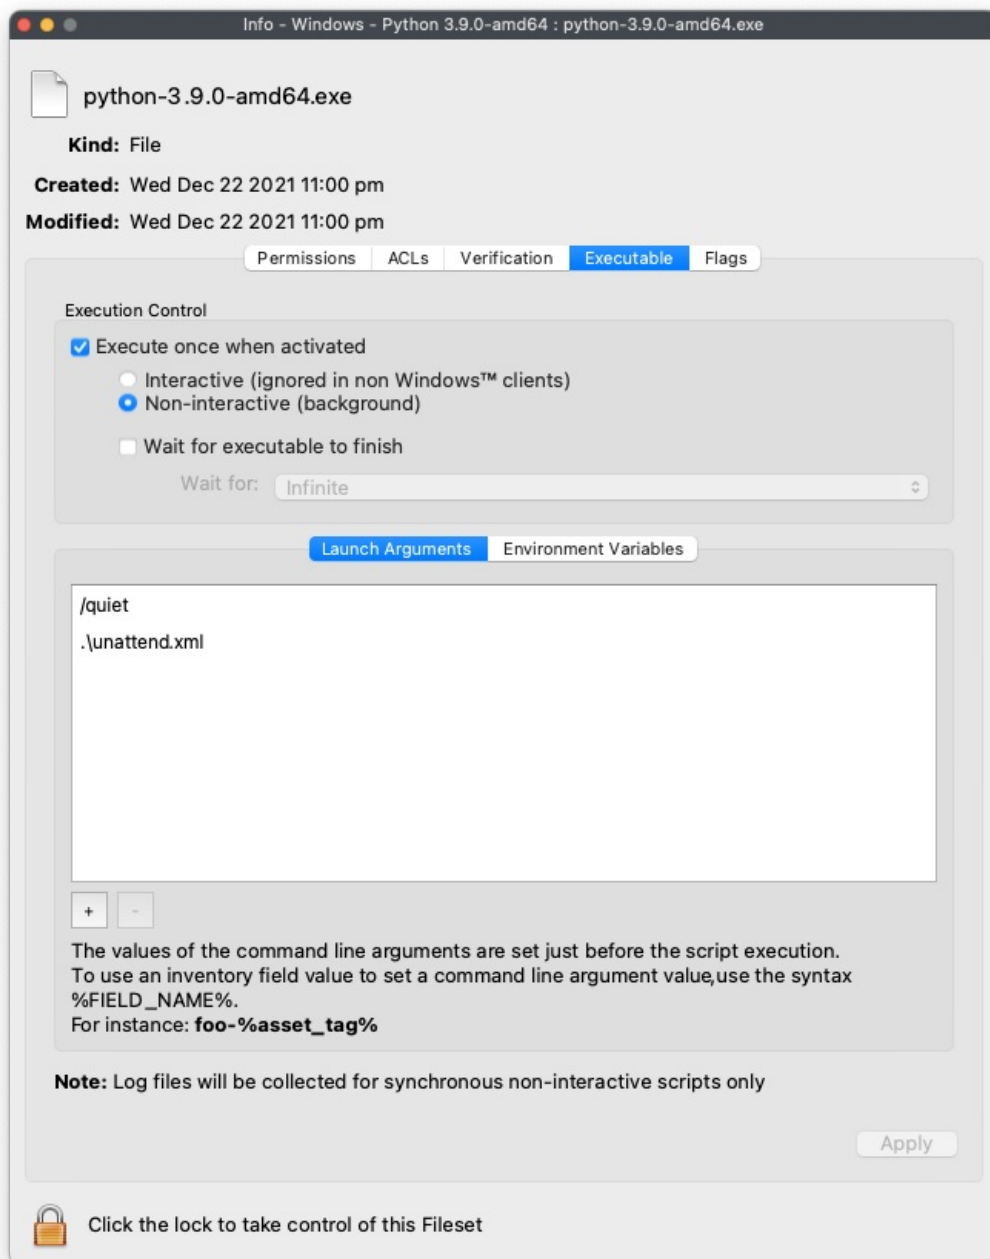 Info - Windows - Python 3.9.0-amd64 : python-3.9.0-amd64.exe
python-3.9.0-amd64.exe
Kind: File
Created: Wed Dec 22 2021 11:00 pm
Modified: Wed Dec 22 2021 11:00 pm
Permissions ACLs Verification Executable Flags
Execution Control
Execute once when activated
Interactive (ignored in non Windows™ clients)
Non-interactive (background)
Wait for executable to finish
Wait for: Infinite
Launch Arguments Environment Variables
/quiet
.\unattend.xml
+ -
The values of the command line arguments are set just before the script execution.
To use an inventory field value to set a command line argument value,use the syntax
%FIELD_NAME%.
For instance: foo-%asset_tag%
Note: Log files will be collected for synchronous non-interactive scripts only
Apply
Click the lock to take control of this Fileset